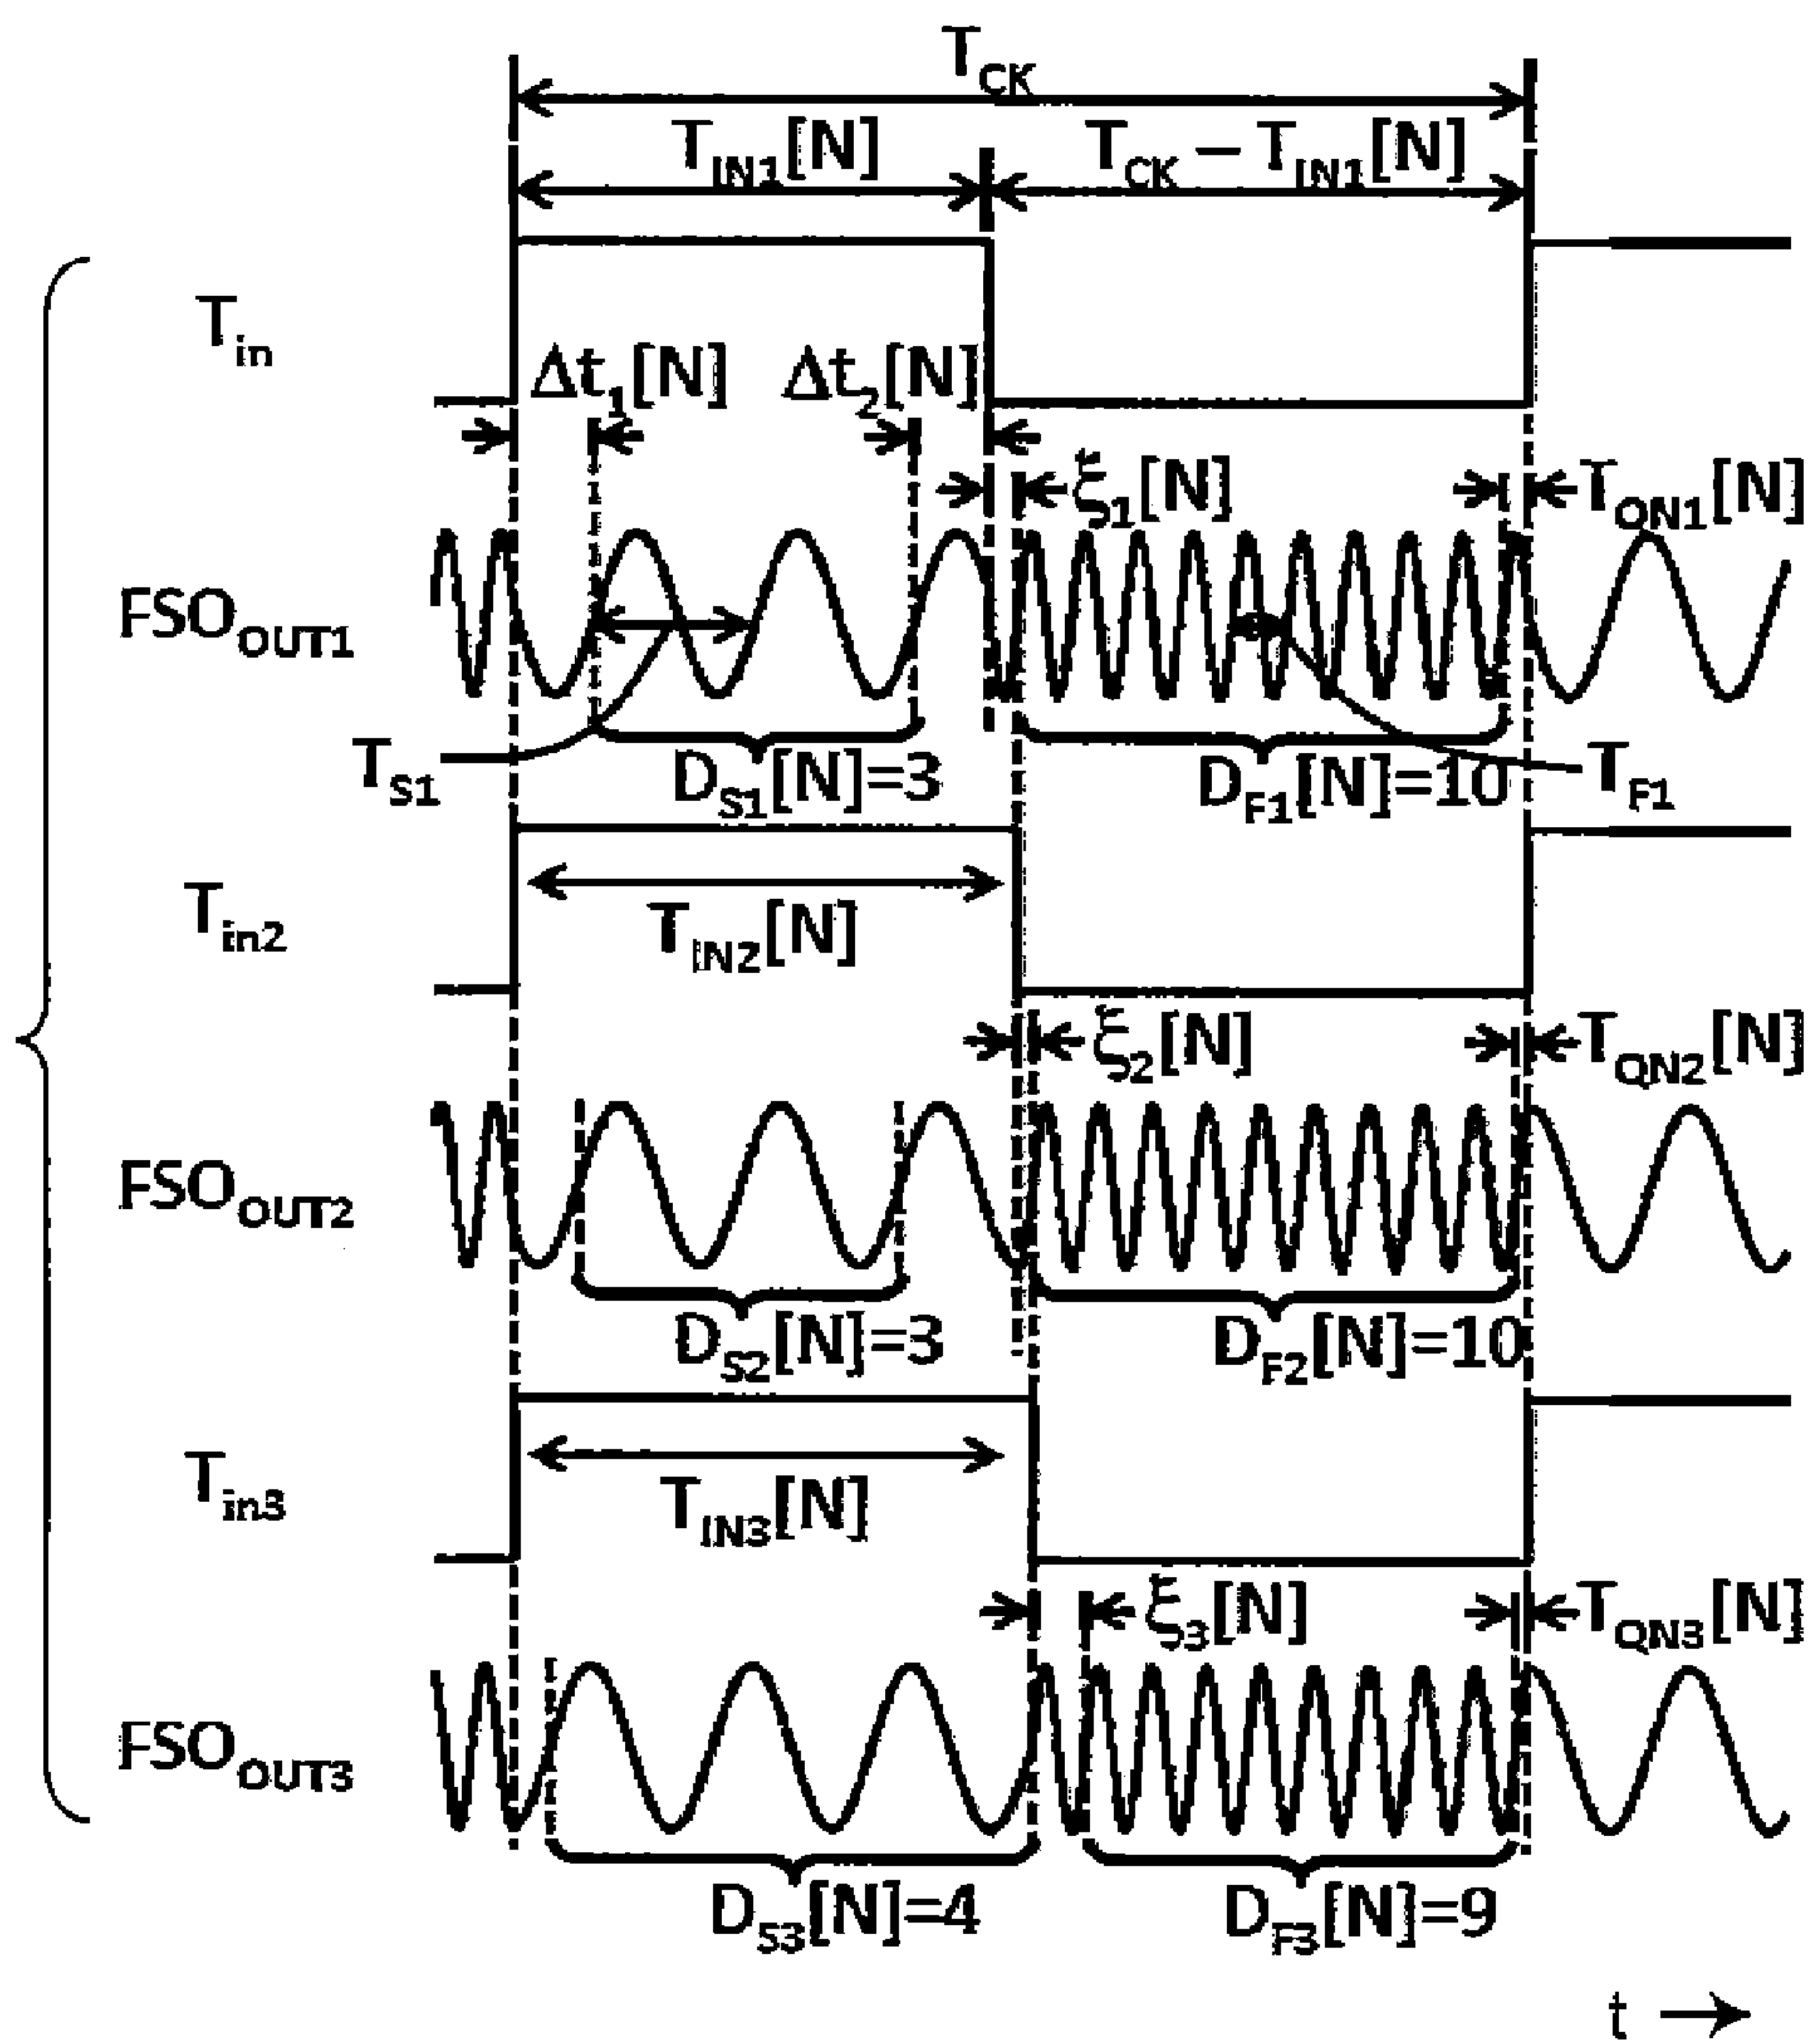 T_CK
T_IN1[N] T_CK – T_IN1[N]
T_in
Δt_1[N] Δt_2[N]
ξ_1[N] T_QN1[N]
FSO_OUT1
T_S1 D_S1[N]=3 D_F1[N]=10 T_F1
T_in2
T_IN2[N]
ξ_2[N] T_QN2[N]
FSO_OUT2
D_S2[N]=3 D_F2[N]=10
T_in3
T_IN3[N]
ξ_3[N] T_QN3[N]
FSO_OUT3
D_S3[N]=4 D_F3[N]=9
t